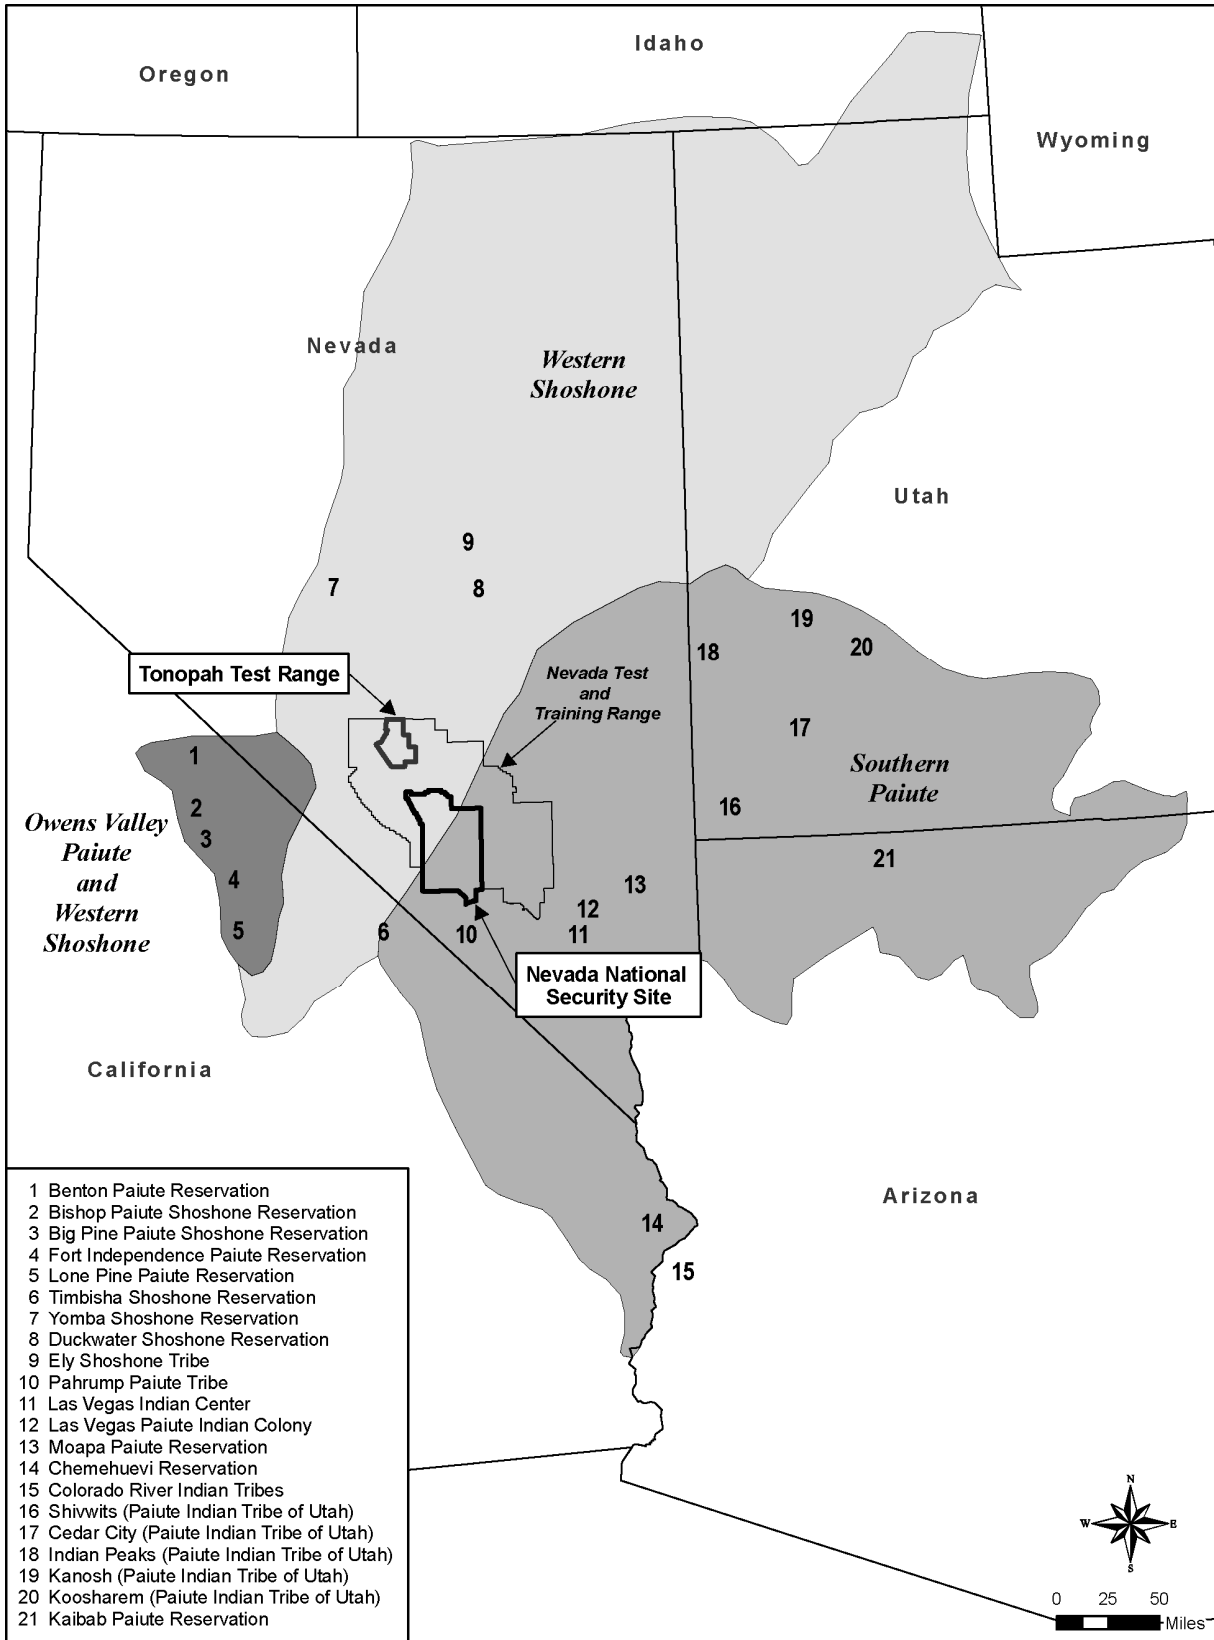 Idaho
Oregon
Wyoming
Nevada
Western
Shoshone
Utah
9
7
8
19
20
18
Tonopah Test Range
Nevada Test
and
Training Range
17
1
Southern
Paiute
2
16
Owens Valley
Paiute
and
Western
Shoshone
3
21
4
13
12
5
6
10
11
Nevada National
Security Site
California
Arizona
14
15
1 Benton Paiute Reservation
2 Bishop Paiute Shoshone Reservation
3 Big Pine Paiute Shoshone Reservation
4 Fort Independence Paiute Reservation
5 Lone Pine Paiute Reservation
6 Timbisha Shoshone Reservation
7 Yomba Shoshone Reservation
8 Duckwater Shoshone Reservation
9 Ely Shoshone Tribe
10 Pahrump Paiute Tribe
11 Las Vegas Indian Center
12 Las Vegas Paiute Indian Colony
13 Moapa Paiute Reservation
14 Chemehuevi Reservation
15 Colorado River Indian Tribes
16 Shivwits (Paiute Indian Tribe of Utah)
17 Cedar City (Paiute Indian Tribe of Utah)
18 Indian Peaks (Paiute Indian Tribe of Utah)
19 Kanosh (Paiute Indian Tribe of Utah)
20 Koosharem (Paiute Indian Tribe of Utah)
21 Kaibab Paiute Reservation
N
W E
S
0 25 50
Miles